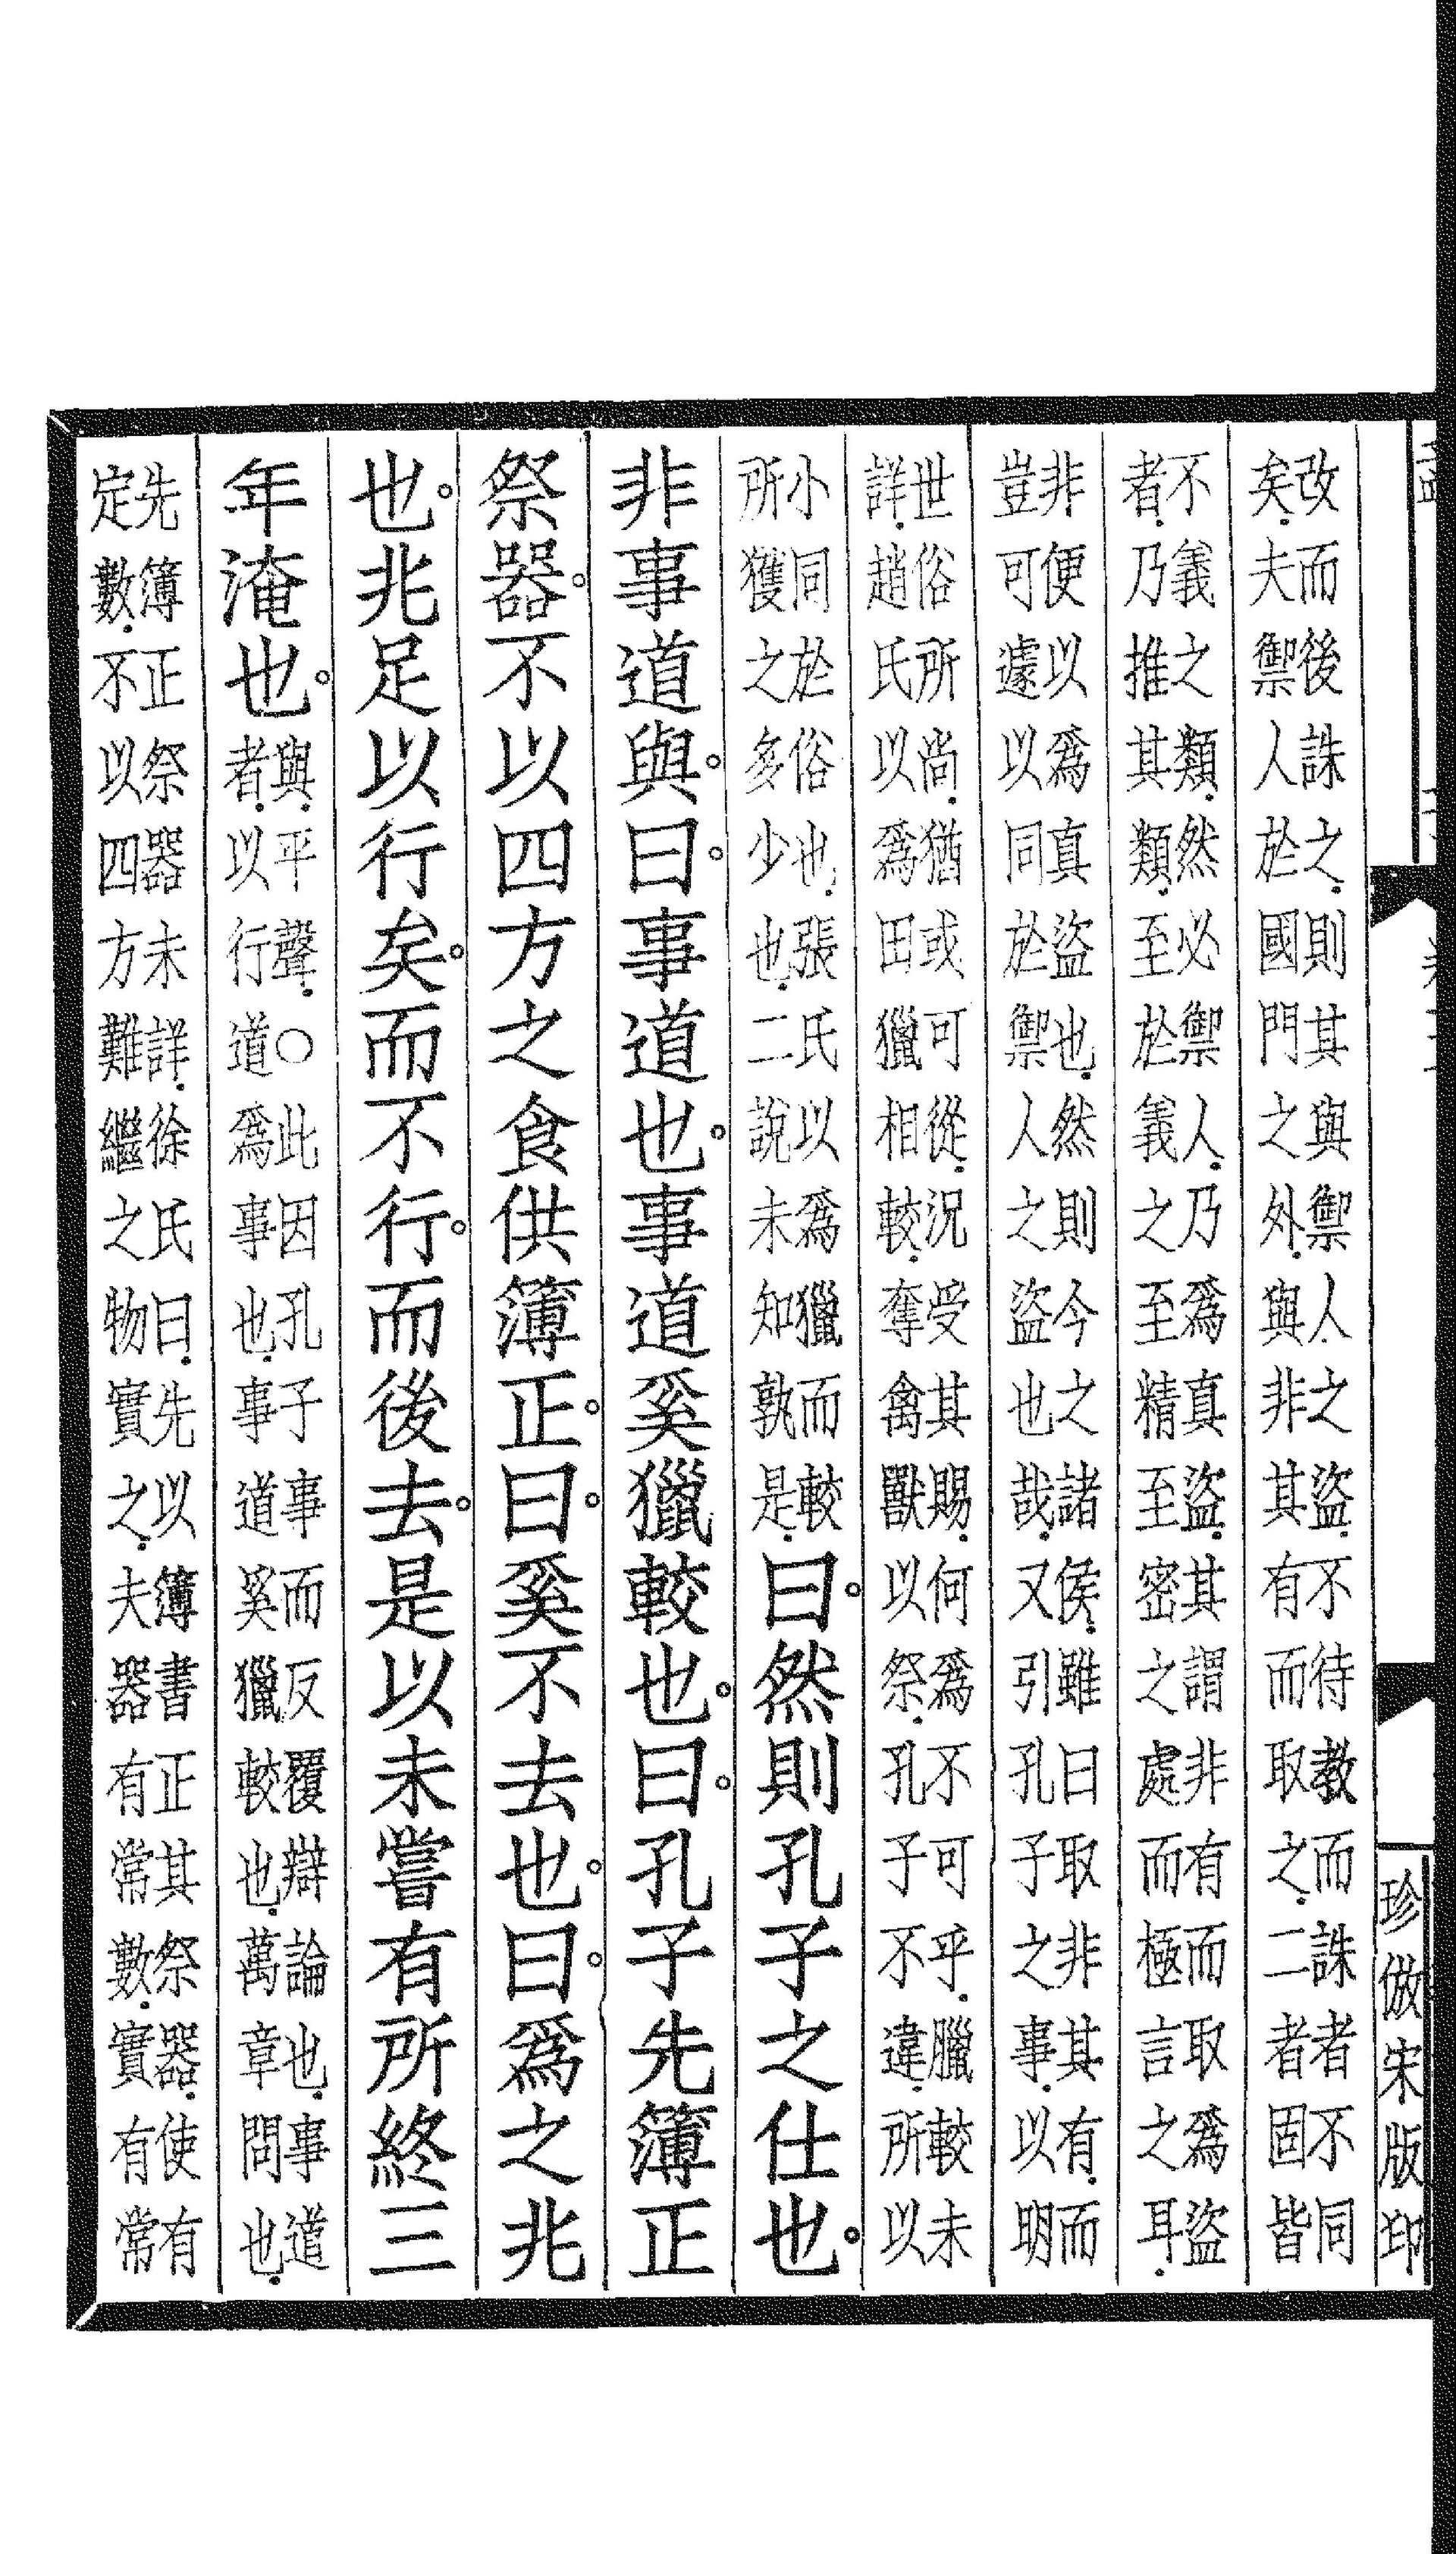 珍倣宋版印
改而後誅之。則其與禦人之盜。不待教而誅者不同
矣。夫禦人於國門之外。與非其有而取之。二者固皆
不義之類。然必禦人。乃爲真盜。其謂非有而取爲盜
者。乃推其類。至於義之至精至密之處而極言之耳。
非便以爲真盜也。然則今之諸侯。雖曰取非其有。而
豈可遽以同於禦人之盜也哉。又引孔子之事。以明
世俗所尚。猶或可從。況受其賜。何爲不可乎。臘較未
詳。趙氏以爲田獵相較。奪禽獸以祭。孔子不違。所以
小同於俗也。張氏以爲獵而較
所獲之多少也。二說未知孰是。
曰。然則孔子之仕也。
非事道與。曰。事道也。事道奚獵較也。曰。孔子先簿正
祭器。不以四方之食供簿正。曰。奚不去也。曰。爲之兆
也。兆足以行矣。而不行。而後去。是以未嘗有所終三
年淹也。
與。平聲。○此因孔子事而反覆辯論也。事道
者。以行道爲事也。事道奚獵較也。萬章問也。
先簿正祭器未詳。徐氏曰。先以簿書正其祭器。使有
定數。不以四方難繼之物實之。夫器有常數。實有常